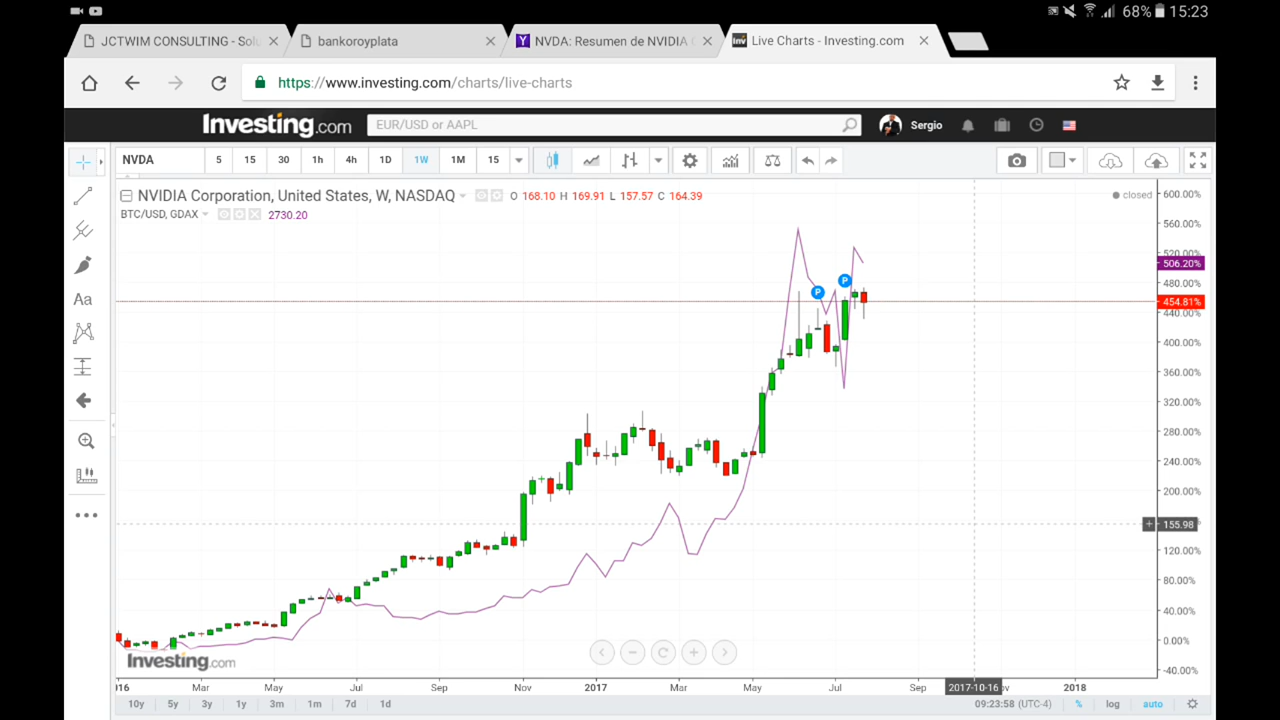 68% 15:23
JCTWIM CONSULTING - Solu
bankoroyplata
NVDA: Resumen de NVIDIA C
Live Charts - Investing.com
https://www.investing.com/charts/live-charts
Investing.com EUR/USD or AAPL Sergio
NVDA 5 15 30 1h 4h 1D 1W 1M 15
NVIDIA Corporation, United States, W, NASDAQ O 168.10 H 169.91 L 157.57 C 164.39
BTC/USD, GDAX 2730.20
closed
Aa
600.00%
560.00%
520.00%
506.20%
480.00%
454.81%
440.00%
400.00%
360.00%
320.00%
280.00%
240.00%
200.00%
155.98
120.00%
80.00%
40.00%
0.00%
-40.00%
P
P
Investing.com
016 Mar May Jul Sep Nov 2017 Mar May Jul Sep 2017-10-16 2018
10y 5y 3y 1y 3m 1m 7d 1d 09:23:58 (UTC-4) % log auto